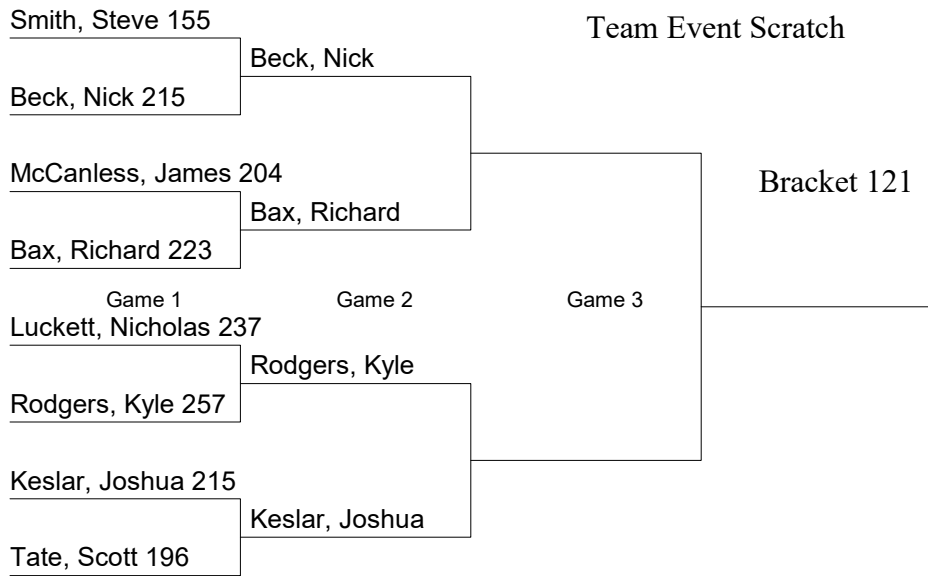 Smith, Steve 155
Team Event Scratch
Beck, Nick
Beck, Nick 215
McCanless, James 204
Bracket 121
Bax, Richard
Bax, Richard 223
Game 1
Game 2
Game 3
Luckett, Nicholas 237
Rodgers, Kyle
Rodgers, Kyle 257
Keslar, Joshua 215
Keslar, Joshua
Tate, Scott 196